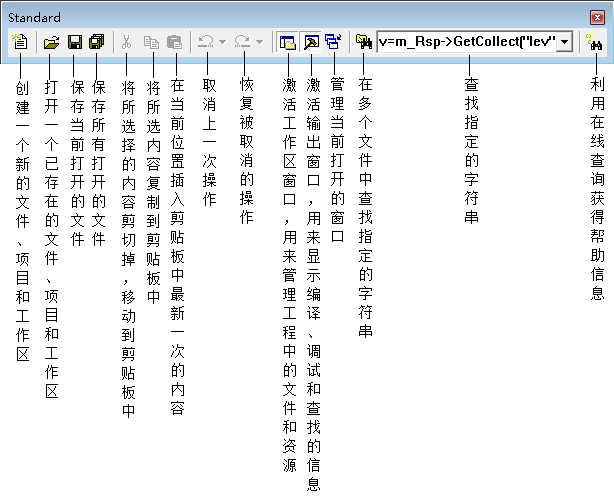 Standard
v=m_Rsp->GetCollect("lev"
创建一个新的文件、项目和工作区
打开一个已存在的文件、项目和工作区
保存当前打开的文件
保存所有打开的文件
将所选择的内容剪切掉，移动到剪贴板中
将所选内容复制到剪贴板中
在当前位置插入剪贴板中最新一次的内容
取消上一次操作
恢复被取消的操作
激活工作区窗口，用来管理工程中的文件和资源
激活输出窗口，用来显示编译、调试和查找的信息
管理当前打开的窗口
在多个文件中查找指定的字符串
查找指定的字符串
利用在线查询获得帮助信息